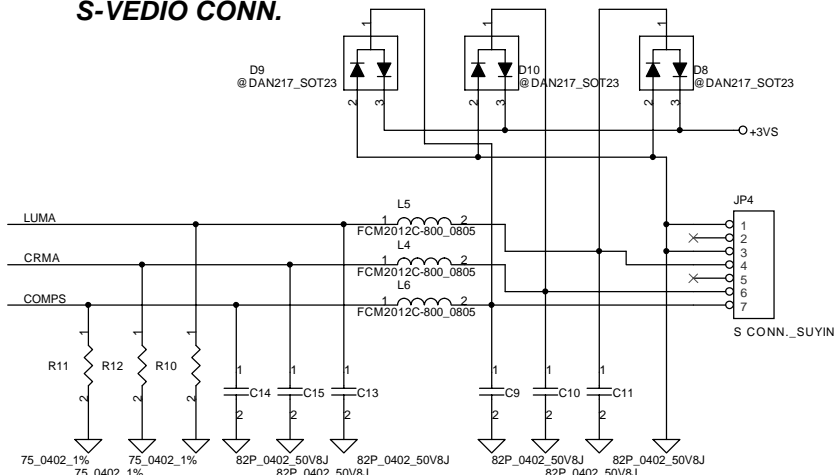 S-VEDIO CONN.
1
1
1
D9
@DAN217_SOT23
D10
@DAN217_SOT23
D8
@DAN217_SOT23
2
3
2
3
2
3
+3VS
JP4
LUMA
1
L5
2
FCM2012C-800_0805
CRMA
1
L4
2
FCM2012C-800_0805
COMPS
1
L6
2
FCM2012C-800_0805
1
2
3
4
5
6
7
S CONN._SUYIN
1
1
1
R11
R12
R10
2
2
2
1
1
1
C14
C15
C13
2
2
2
1
1
1
C9
C10
C11
2
2
2
75_0402_1%
75_0402_1%
75_0402_1%
82P_0402_50V8J
82P_0402_50V8J
82P_0402_50V8J
82P_0402_50V8J
82P_0402_50V8J
82P_0402_50V8J